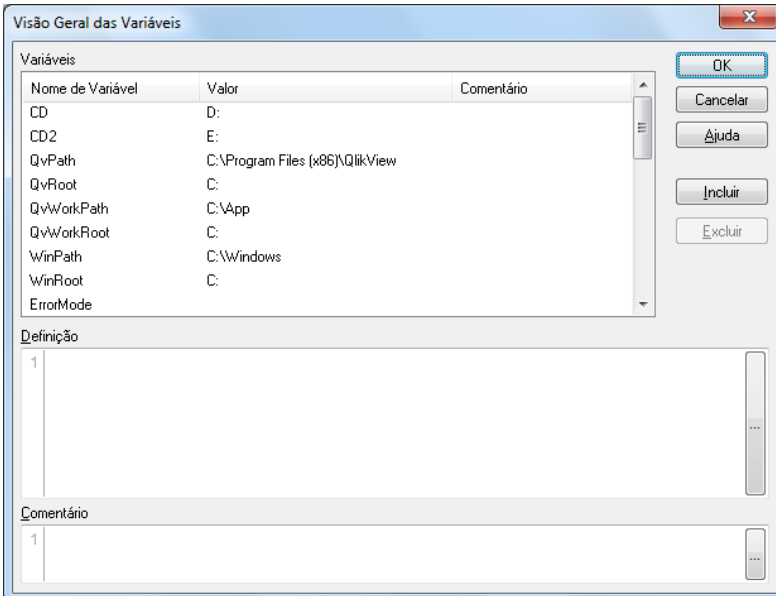 Visão Geral das Variáveis
Variáveis
Nome de Variável Valor Comentário
CD D:
CD2 E:
QvPath C:\Program Files (x86)\QlikView
QvRoot C:
QvWorkPath C:\App
QvWorkRoot C:
WinPath C:\Windows
WinRoot C:
ErrorMode
OK
Cancelar
Ajuda
Incluir
Excluir
Definição
1
...
Comentário
1
...